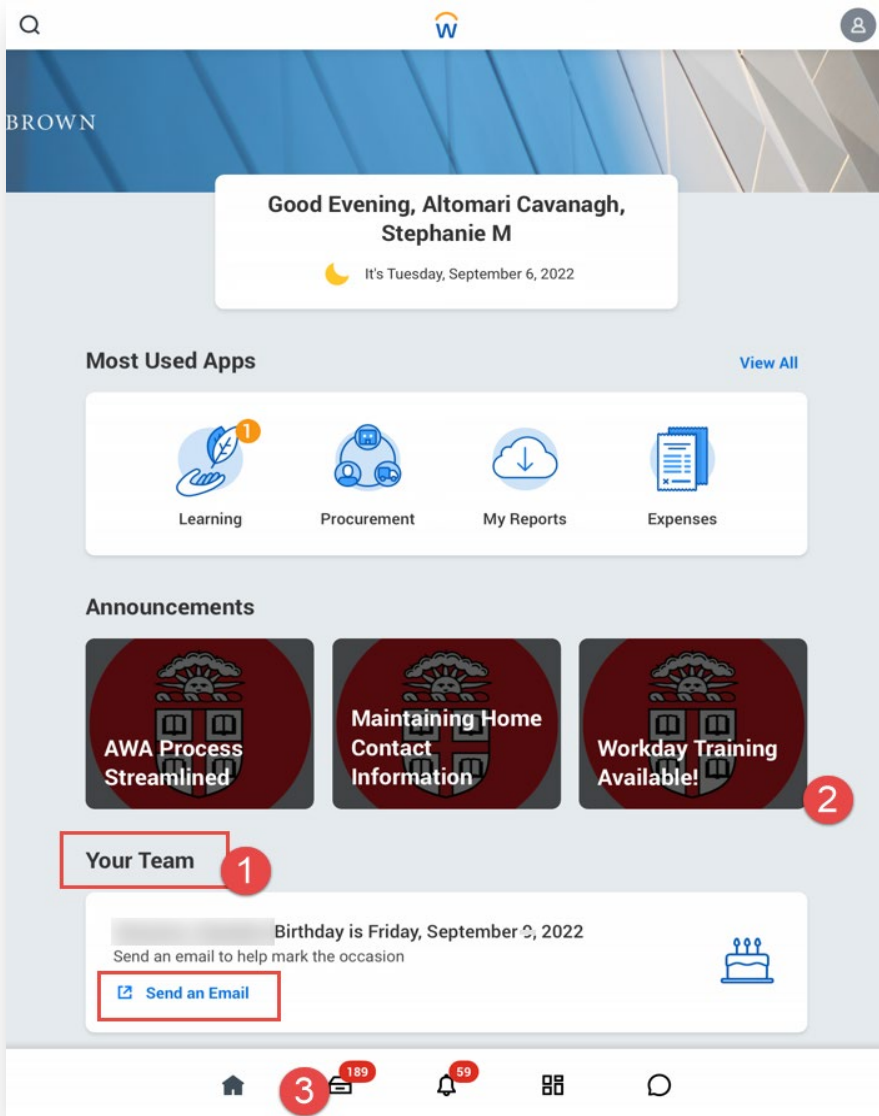 W
BROWN
Good Evening, Altomari Cavanagh,
Stephanie M
It's Tuesday, September 6, 2022
Most Used Apps
View All
1
Learning
Procurement
My Reports
Expenses
Announcements
AWA Process
Streamlined
Maintaining Home
Contact
Information
Workday Training
Available!
2
Your Team
1
Birthday is Friday, September 9, 2022
Send an email to help mark the occasion
Send an Email
3
189
59